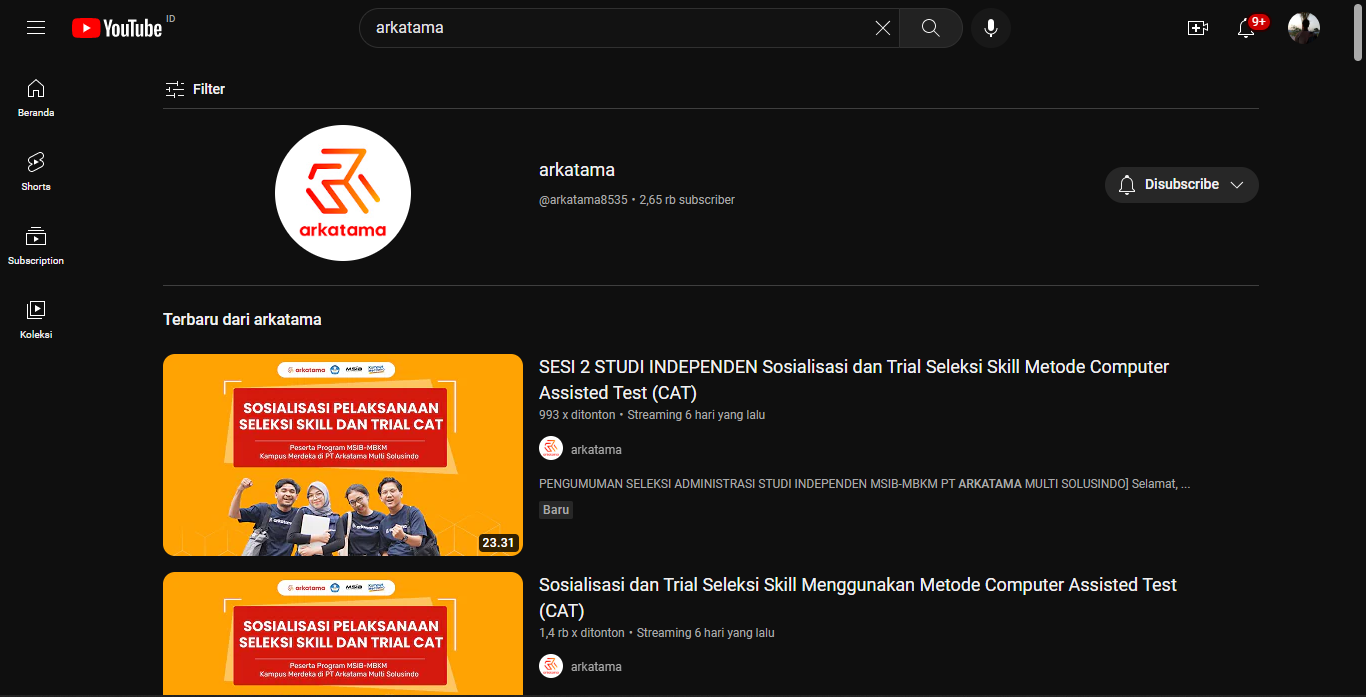 YouTube ID
arkatama
9+
Beranda
Shorts
Subscription
Koleksi
Filter
arkatama
arkatama
@arkatama8535 • 2,65 rb subscriber
Disubscribe
Terbaru dari arkatama
arkatama MSIB
SOSIALISASI PELAKSANAAN
SELEKSI SKILL DAN TRIAL CAT
Peserta Program MSIB-MBKM
Kampus Merdeka di PT Arkatama Multi Solusindo
23.31
SESI 2 STUDI INDEPENDEN Sosialisasi dan Trial Seleksi Skill Metode Computer
Assisted Test (CAT)
993 x ditonton • Streaming 6 hari yang lalu
arkatama
PENGUMUMAN SELEKSI ADMINISTRASI STUDI INDEPENDEN MSIB-MBKM PT ARKATAMA MULTI SOLUSINDO] Selamat, ...
Baru
arkatama MSIB
SOSIALISASI PELAKSANAAN
SELEKSI SKILL DAN TRIAL CAT
Peserta Program MSIB-MBKM
Kampus Merdeka di PT Arkatama Multi Solusindo
Sosialisasi dan Trial Seleksi Skill Menggunakan Metode Computer Assisted Test
(CAT)
1,4 rb x ditonton • Streaming 6 hari yang lalu
arkatama